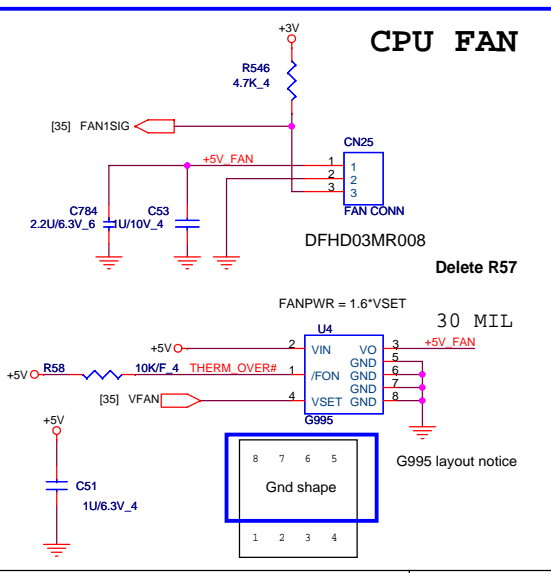 CPU FAN
+3V
R546
4.7K_4
[35] FAN1SIG
CN25
+5V_FAN
1 1
2 2
3 3
FAN CONN
C784
2.2U/6.3V_6
C53
1U/10V_4
DFHD03MR008
Delete R57
FANPWR = 1.6*VSET
30 MIL
U4
+5V 2 VIN VO 3 +5V_FAN
GND 5
+5V R58 10K/F_4 THERM_OVER# 1 /FON GND 6
GND 7
[35] VFAN 4 VSET GND 8
G995
+5V
C51
1U/6.3V_4
G995 layout notice
8 7 6 5
Gnd shape
1 2 3 4